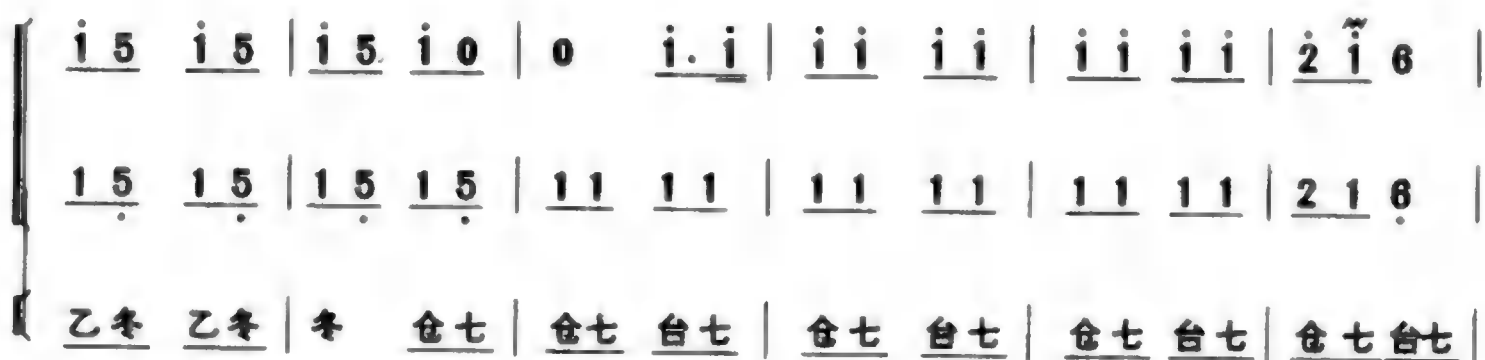 i̇ 5 i̇ 5 | i̇ 5 i̇ 0 | 0 i̇. i̇ | i̇ i̇ i̇ i̇ | i̇ i̇ i̇ i̇ | 2̇ i̇ 6 |
1 5̣ 1 5̣ | 1 5̣ 1 5̣ | 1 1 1 1 | 1 1 1 1 | 1 1 1 1 | 2 1 6̣ |
乙冬 乙冬 | 冬 仓七 | 仓七 台七 | 仓七 台七 | 仓七 台七 | 仓七 台七 |